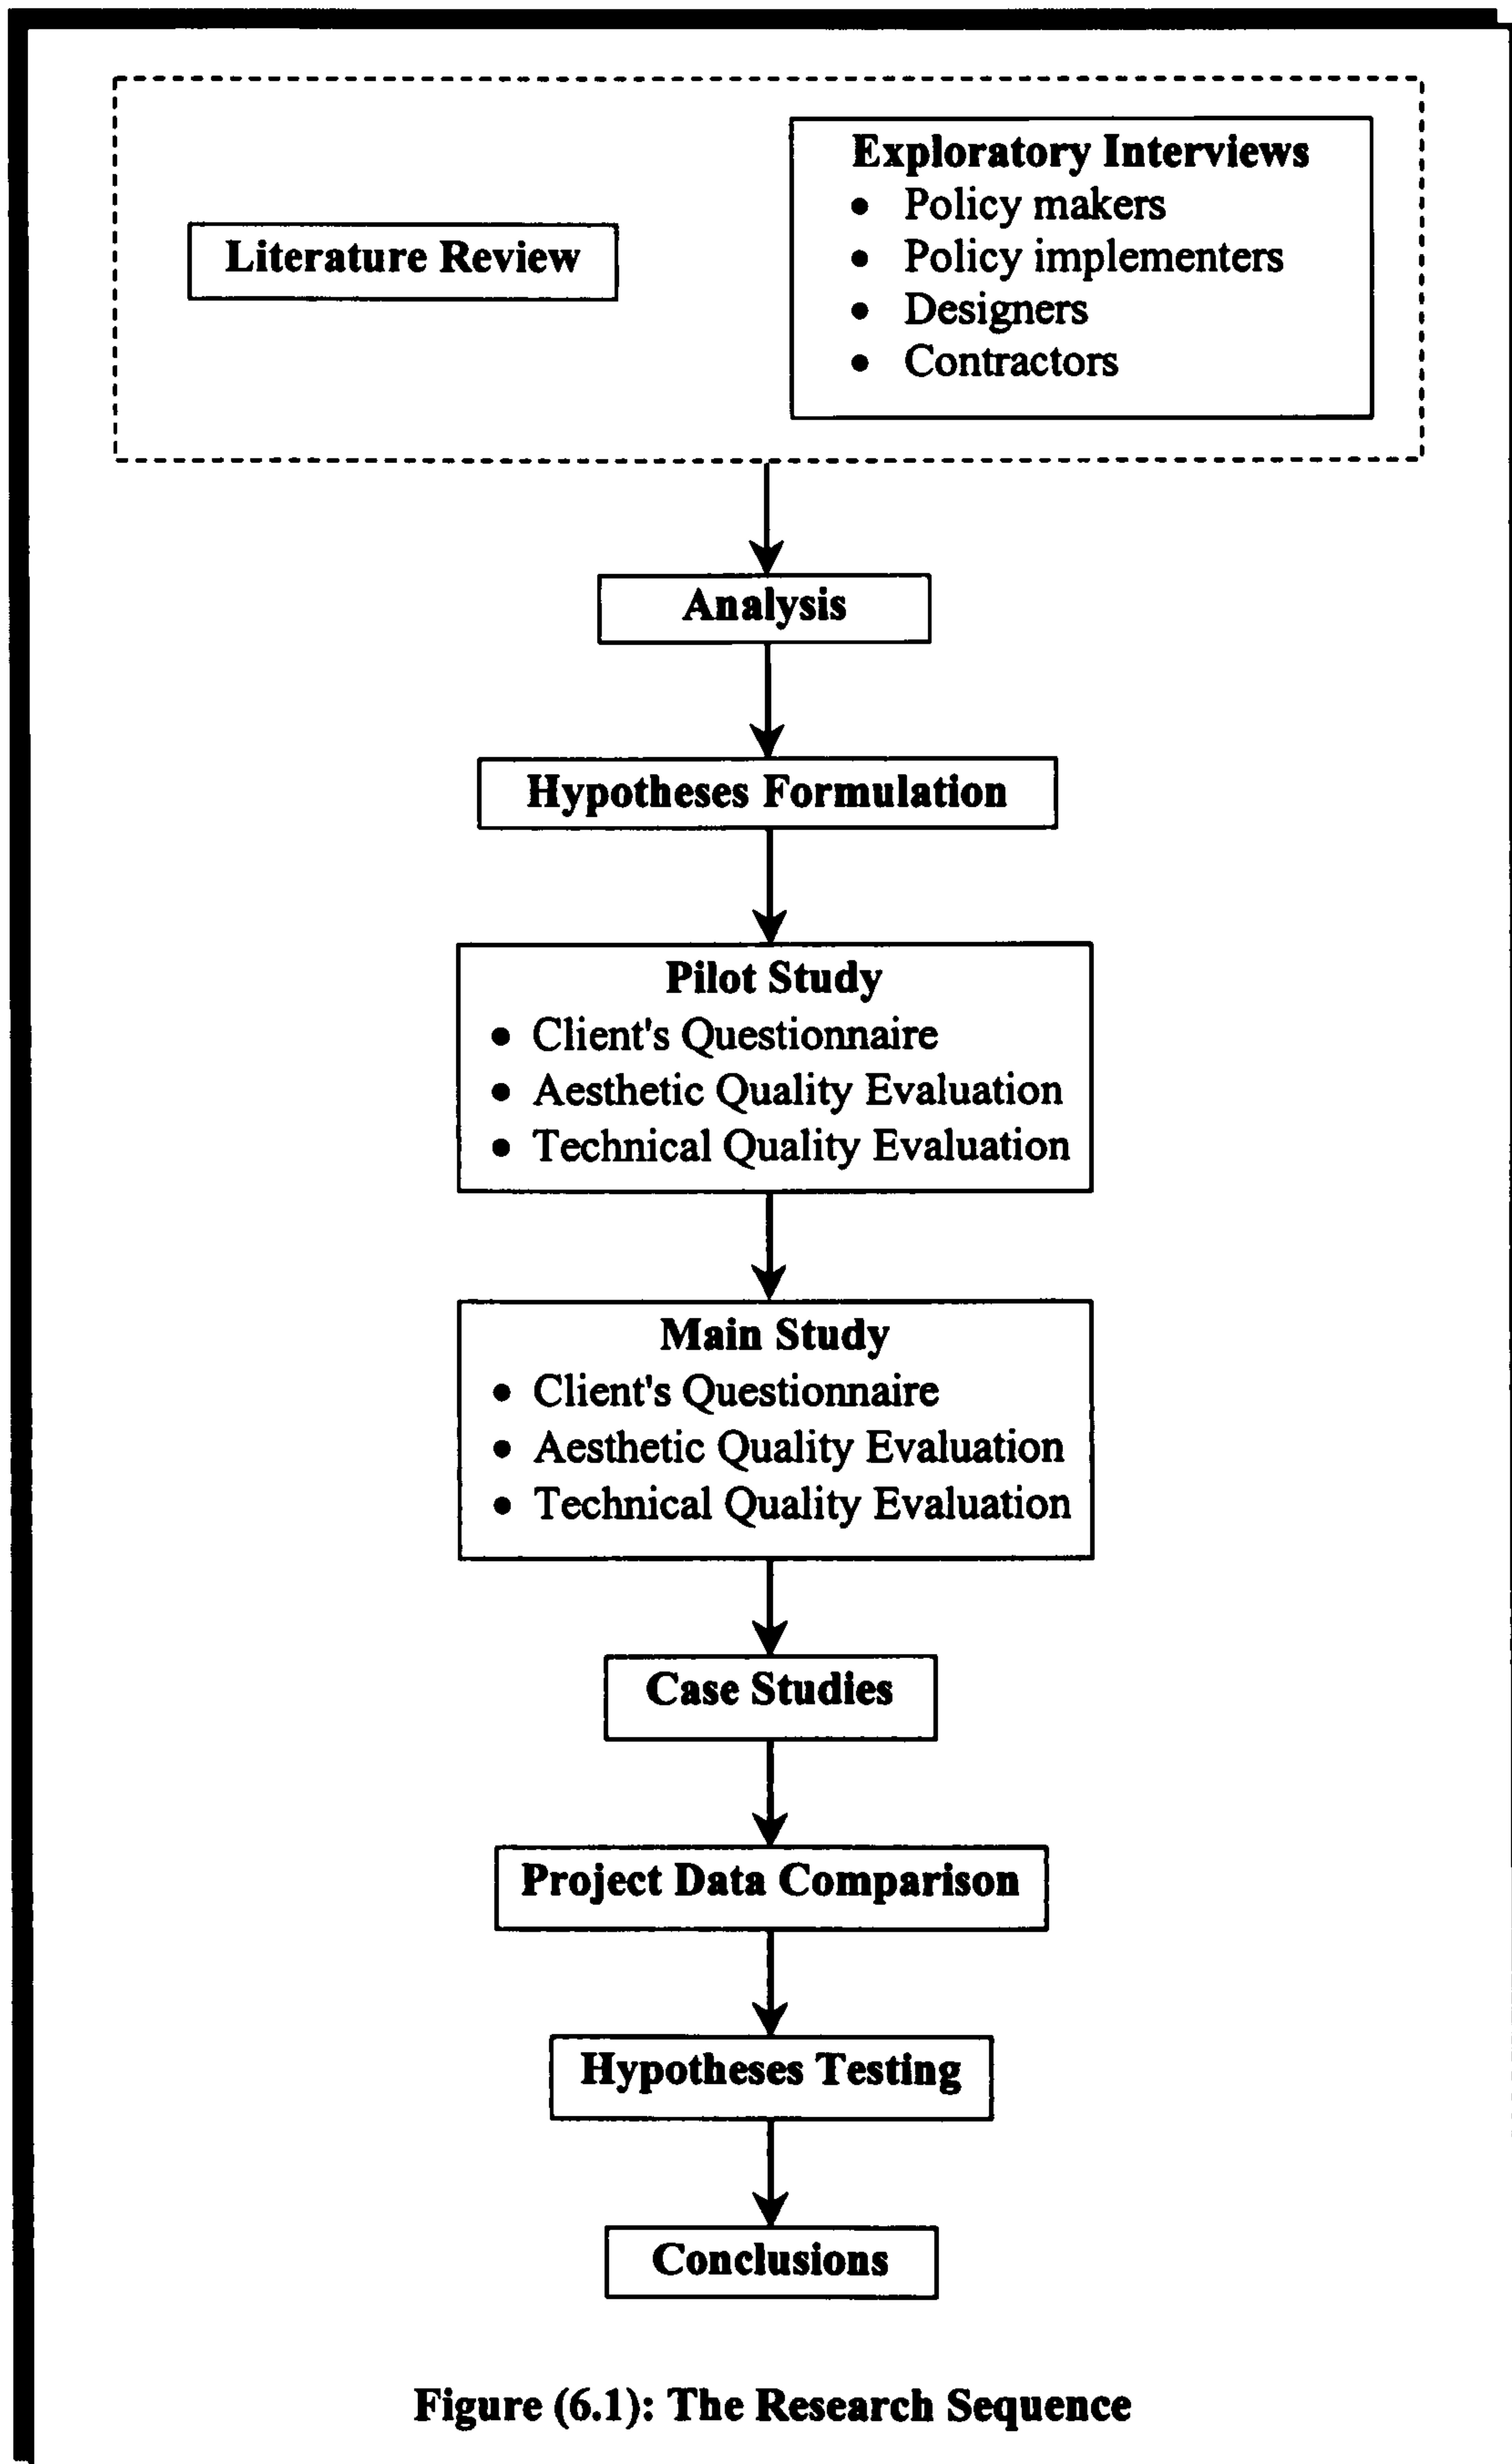 Literature Review
Exploratory Interviews
• Policy makers
• Policy implementers
• Designers
• Contractors
Analysis
Hypotheses Formulation
Pilot Study
• Client's Questionnaire
• Aesthetic Quality Evaluation
• Technical Quality Evaluation
Main Study
• Client's Questionnaire
• Aesthetic Quality Evaluation
• Technical Quality Evaluation
Case Studies
Project Data Comparison
Hypotheses Testing
Conclusions
Figure (6.1): The Research Sequence